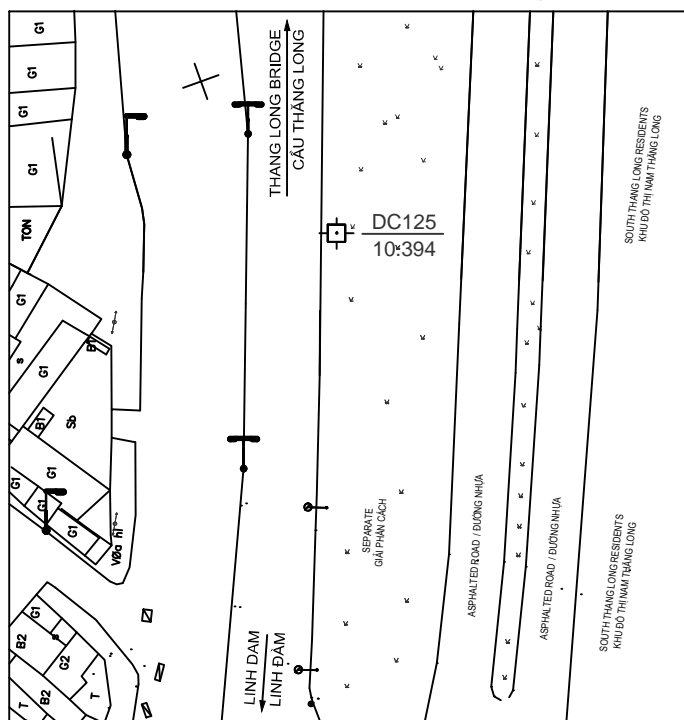 G1
G1
G1
G1
TON
G1
s
G1
B1
B1
Sb
G1
G1
G1
G1
VØa hÌ
G1
B2
s
G2
T
B2
T
THANG LONG BRIDGE
CẦU THĂNG LONG
DC125
10.394
SOUTH THANG LONG RESIDENTS
KHU ĐÔ THỊ NAM THĂNG LONG
SEPARATE
GIẢI PHÂN CÁCH
ASPHALTED ROAD / ĐƯỜNG NHỰA
ASPHALTED ROAD / ĐƯỜNG NHỰA
SOUTH THANG LONG RESIDENTS
KHU ĐÔ THỊ NAM THĂNG LONG
LINH DAM
LINH ĐÀM